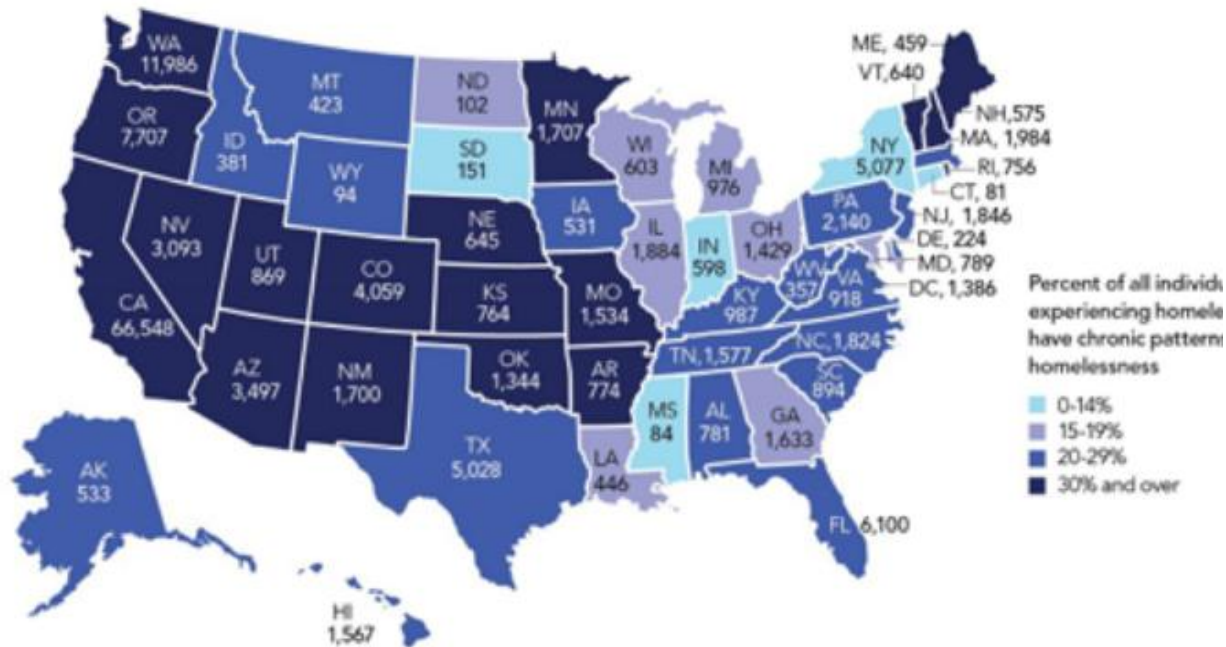 WA
11,986
OR
7,707
CA
66,548
NV
3,093
ID
381
MT
423
WY
94
UT
869
CO
4,059
AZ
3,497
NM
1,700
ND
102
SD
151
NE
645
KS
764
OK
1,344
TX
5,028
MN
1,707
IA
531
MO
1,534
AR
774
LA
446
WI
603
IL
1,884
MI
976
IN
598
OH
1,429
KY
987
TN, 1,577
MS
84
AL
781
GA
1,633
FL 6,100
SC
894
NC, 1,824
VA
918
WV
357
PA
2,140
NY
5,077
ME, 459
VT, 640
NH, 575
MA, 1,984
RI, 756
CT, 81
NJ, 1,846
DE, 224
MD, 789
DC, 1,386
AK
533
HI
1,567
Percent of all individu
experiencing homele
have chronic patterns
homelessness
0-14%
15-19%
20-29%
30% and over